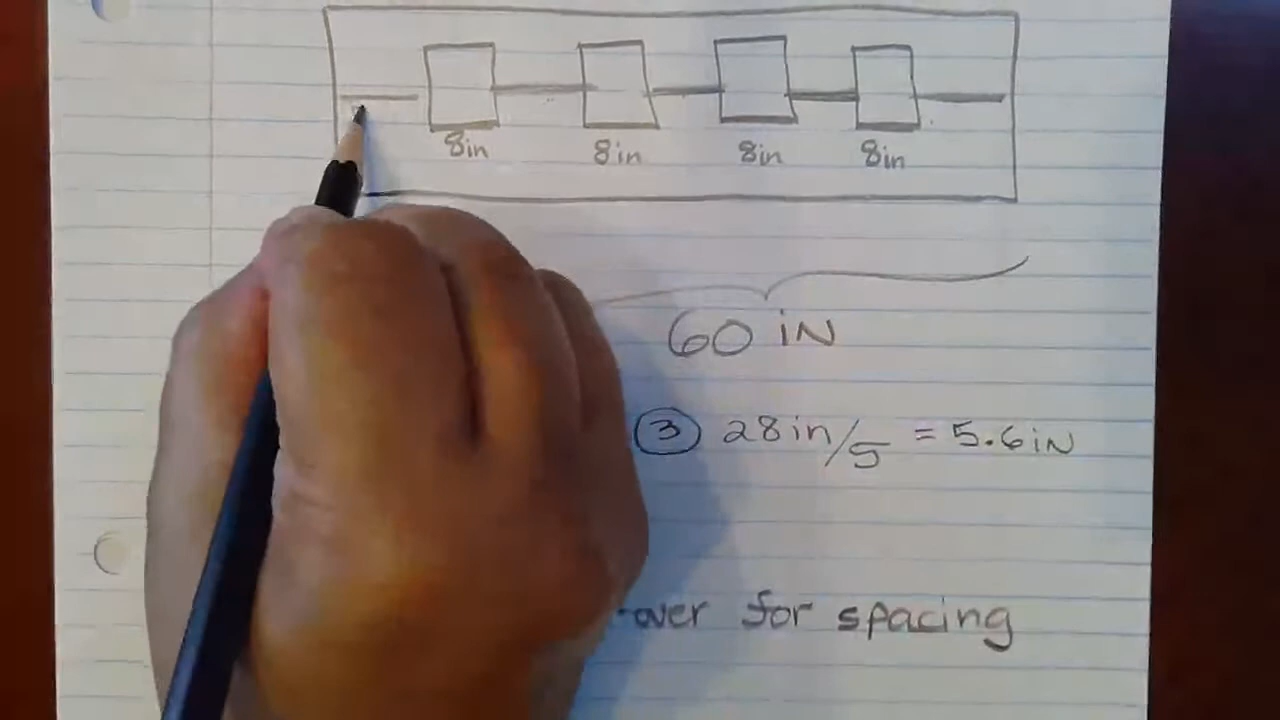 8in 8in 8in 8in
60 iN
3 28in/5 = 5.6iN
over for spacing